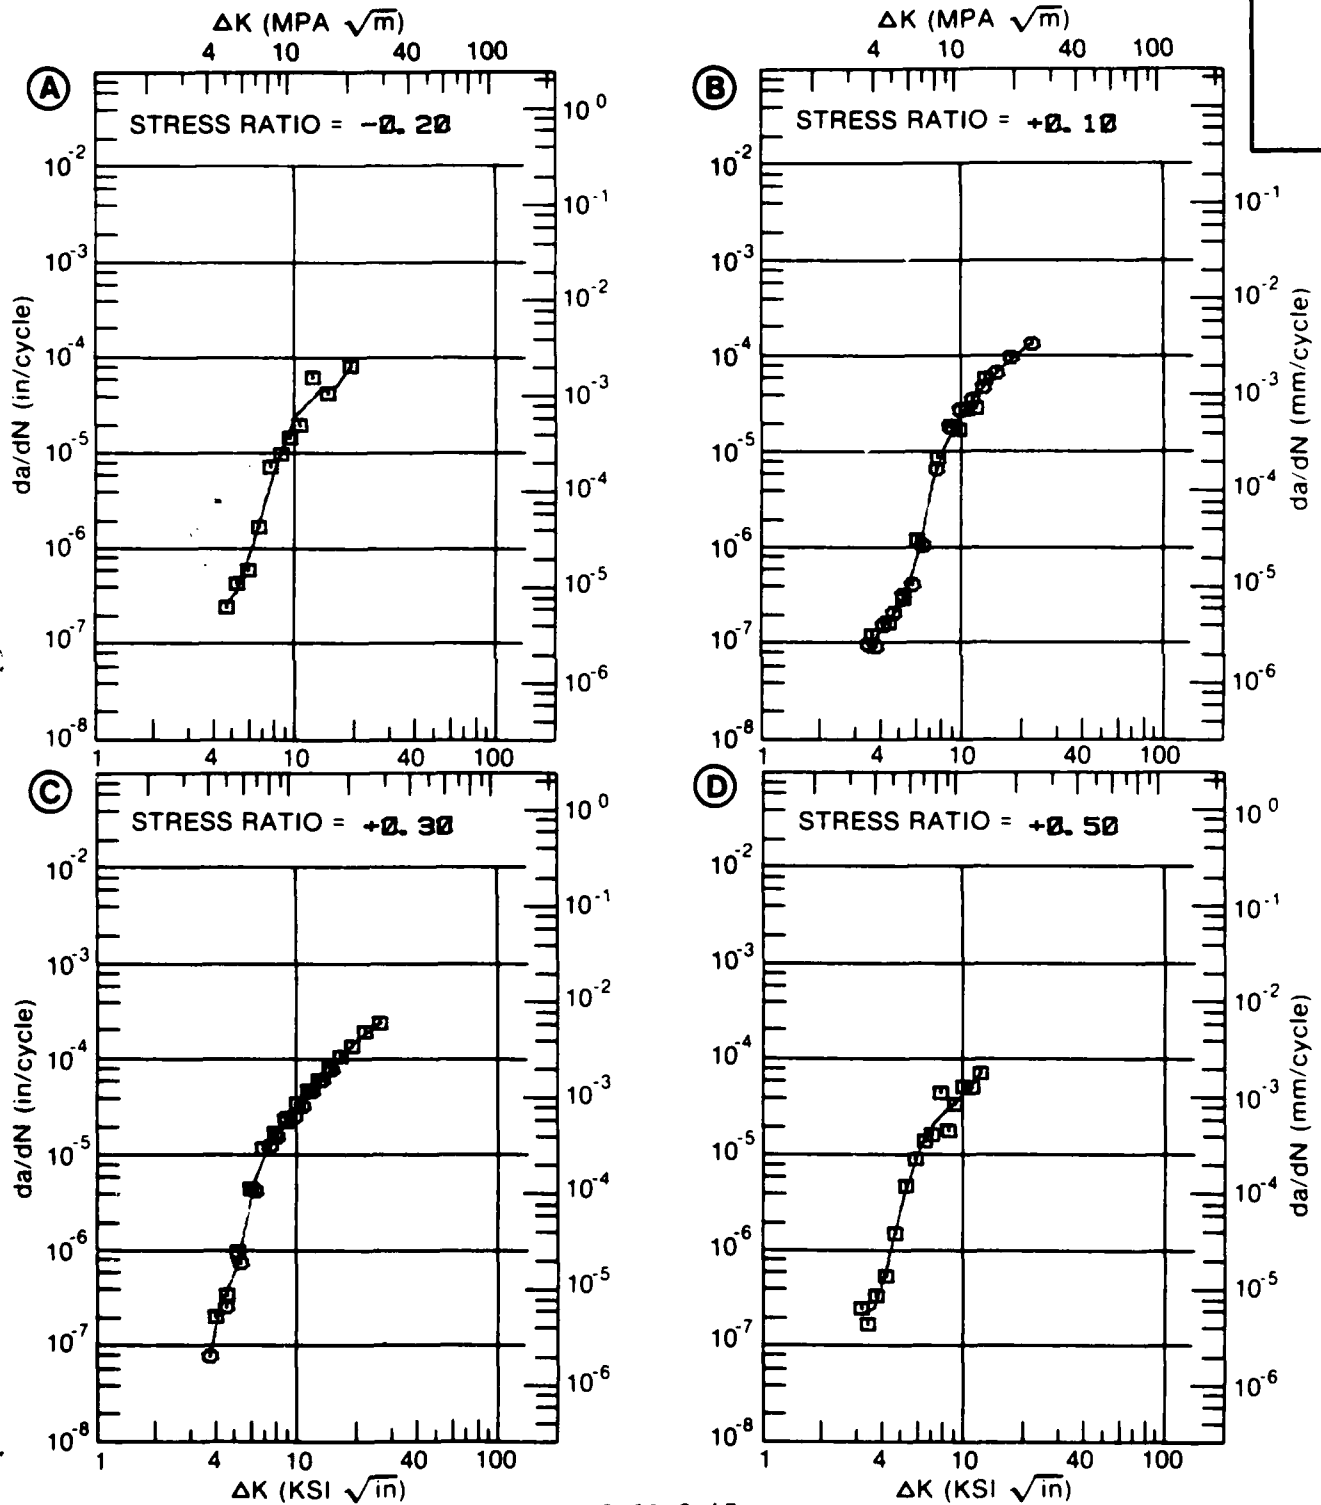 ΔK (MPA √m)
4 10 40 100
A
STRESS RATIO = -0.20
10^0
10^-2
10^-1
10^-3
10^-2
10^-4
10^-3
10^-5
10^-4
10^-6
10^-5
10^-7
10^-6
10^-8
1 4 10 40 100
da/dN (in/cycle)
ΔK (MPA √m)
4 10 40 100
B
STRESS RATIO = +0.10
10^-2
10^-1
10^-3
10^-2
10^-4
10^-3
10^-5
10^-4
10^-6
10^-5
10^-7
10^-6
10^-8
1 4 10 40 100
da/dN (mm/cycle)
C
STRESS RATIO = +0.30
10^0
10^-2
10^-1
10^-3
10^-2
10^-4
10^-3
10^-5
10^-4
10^-6
10^-5
10^-7
10^-6
10^-8
1 4 10 40 100
da/dN (in/cycle)
ΔK (KSI √in)
D
STRESS RATIO = +0.50
10^0
10^-2
10^-1
10^-3
10^-2
10^-4
10^-3
10^-5
10^-4
10^-6
10^-5
10^-7
10^-6
10^-8
1 4 10 40 100
da/dN (mm/cycle)
ΔK (KSI √in)